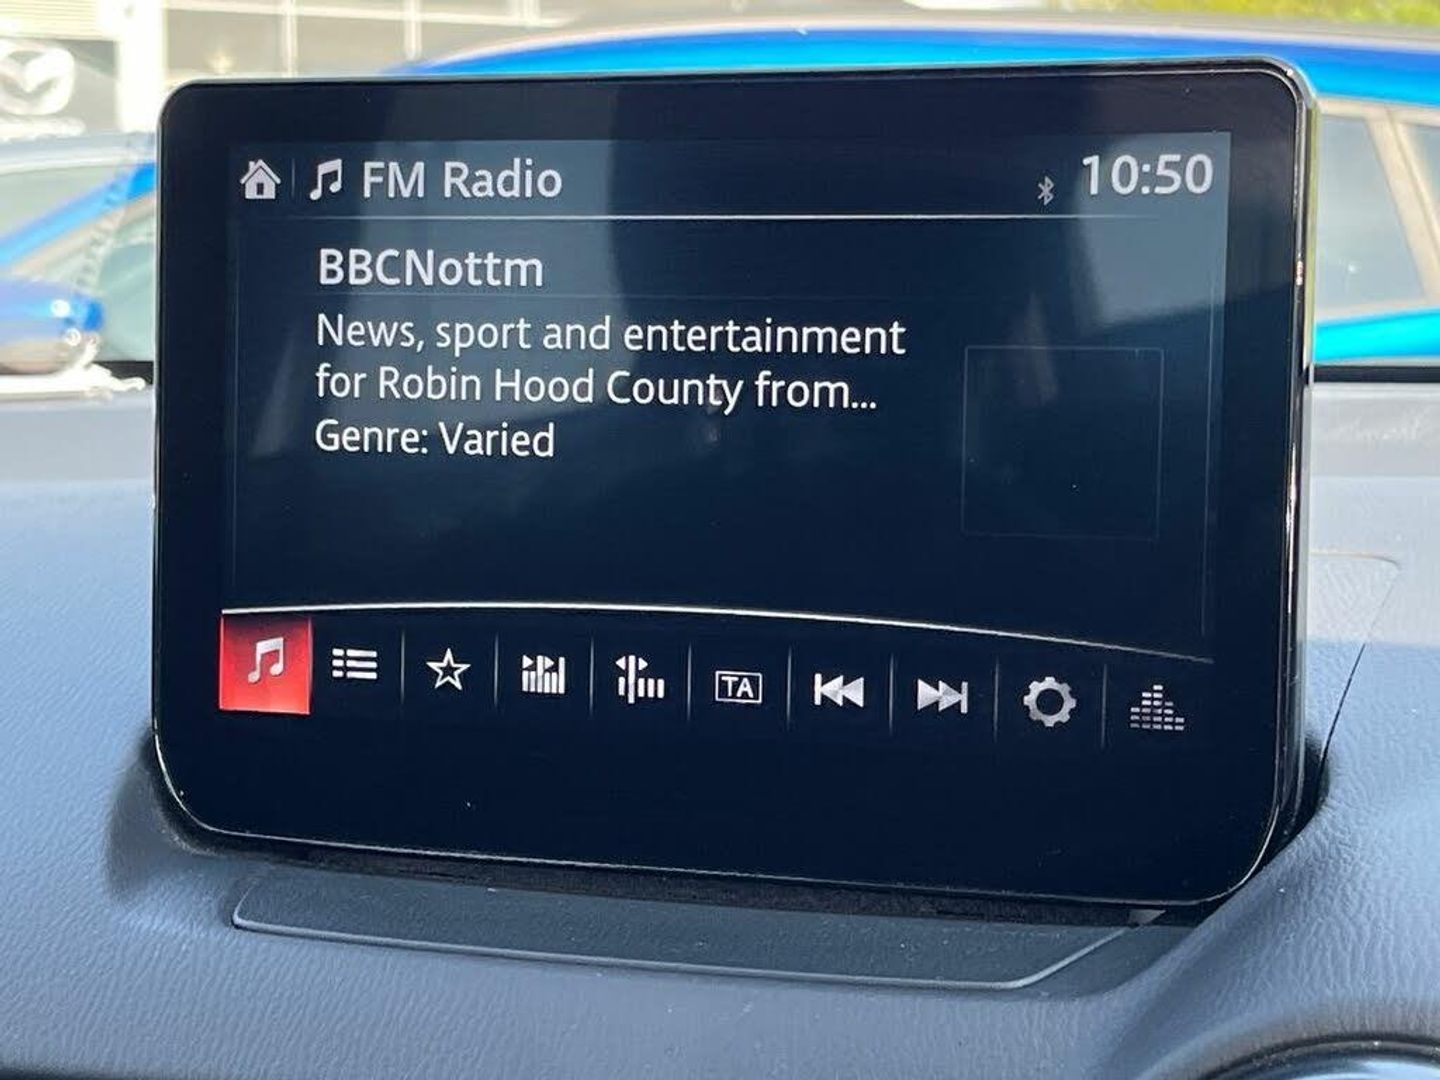 FM Radio
10:50
BBCNottm
News, sport and entertainment
for Robin Hood County from...
Genre: Varied
TA